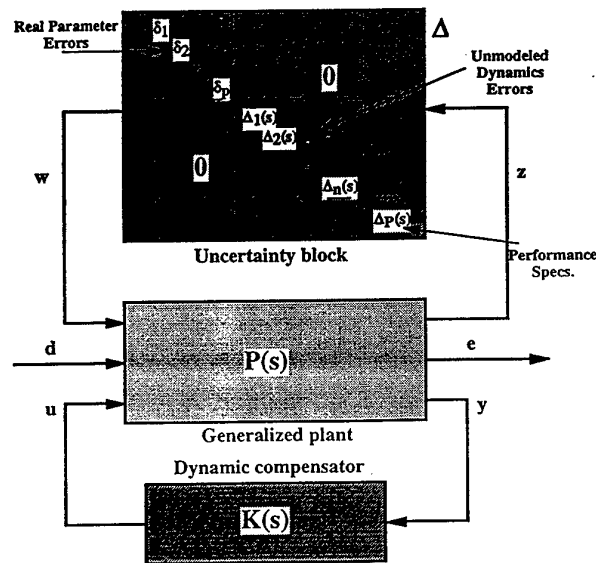 Real Parameter
Errors
δ1
δ2
δp
Δ
0
Unmodeled
Dynamics
Errors
Δ1(s)
Δ2(s)
0
Δn(s)
ΔP(s)
w
z
Uncertainty block
Performance
Specs.
d
P(s)
e
u
y
Generalized plant
Dynamic compensator
K(s)